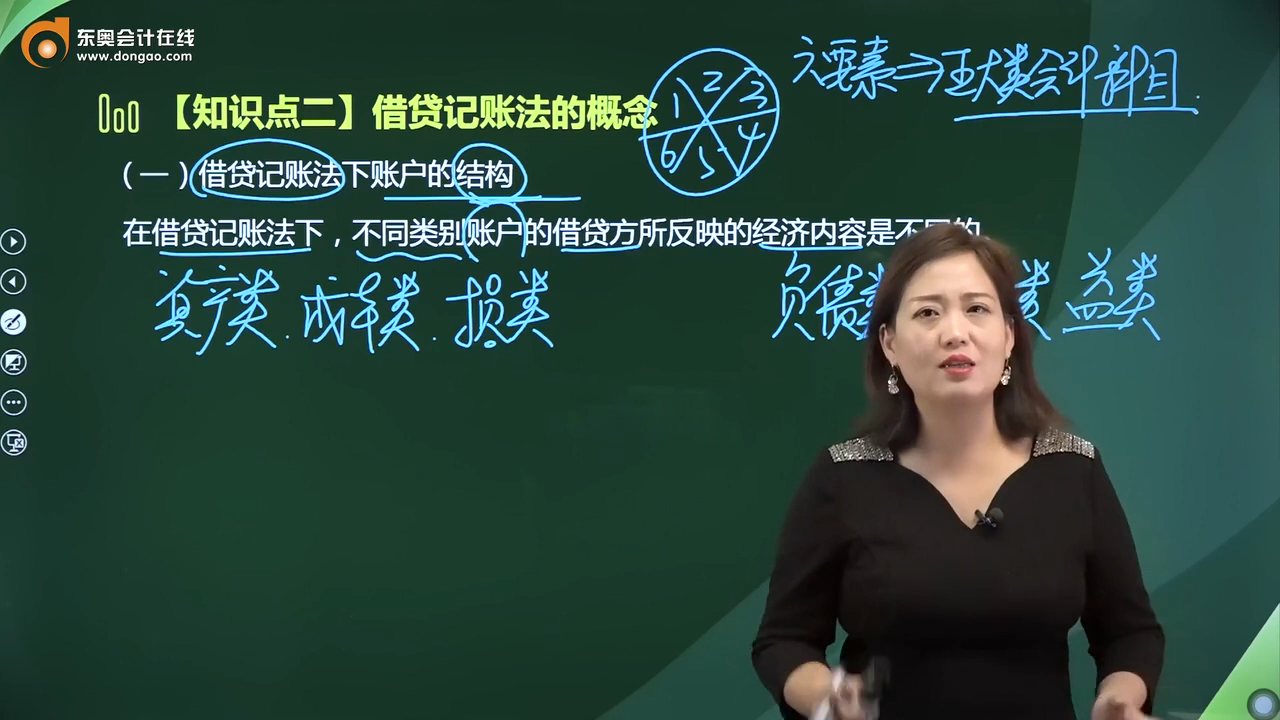 东奥会计在线
www.dongao.com
六要素⇒五大类会计科目.
【知识点二】借贷记账法的概念
1 2 3
6 5 4
（一）借贷记账法下账户的结构
在借贷记账法下，不同类别账户的借贷方所反映的经济内容是不同的
资产类.成本类.损类
负债类 类 益类